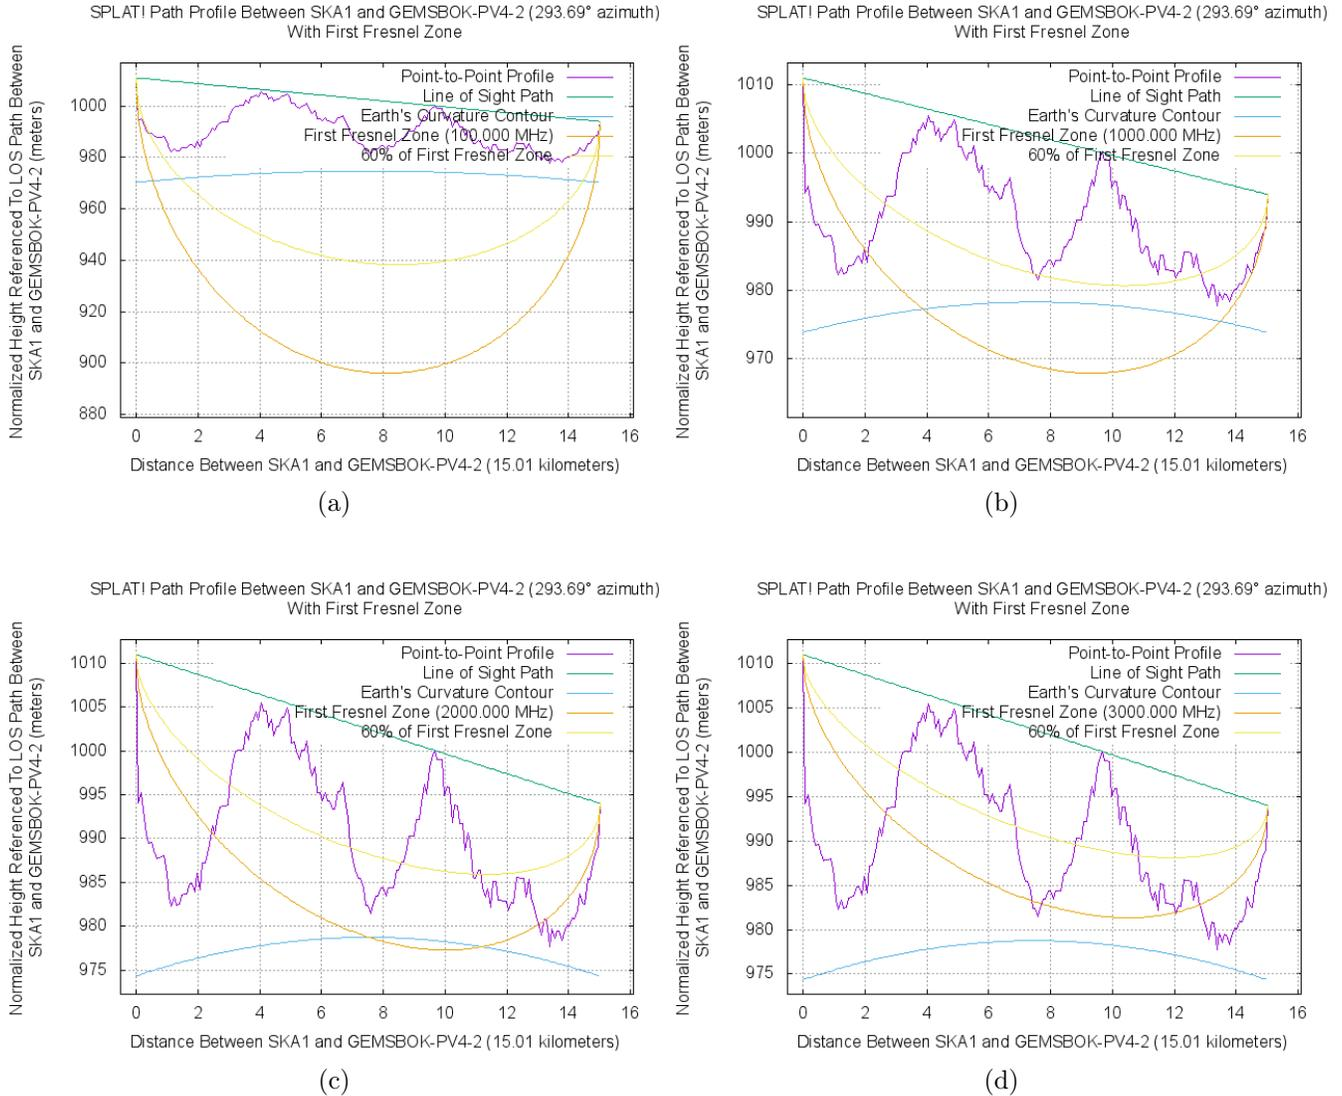 SPLAT! Path Profile Between SKA1 and GEMSBOK-PV4-2 (293.69° azimuth)
With First Fresnel Zone
Normalized Height Referenced To LOS Path Between
SKA1 and GEMSBOK-PV4-2 (meters)
Point-to-Point Profile
Line of Sight Path
Earth's Curvature Contour
First Fresnel Zone (100.000 MHz)
60% of First Fresnel Zone
1000
980
960
940
920
900
880
0 2 4 6 8 10 12 14 16
Distance Between SKA1 and GEMSBOK-PV4-2 (15.01 kilometers)
(a)
SPLAT! Path Profile Between SKA1 and GEMSBOK-PV4-2 (293.69° azimuth)
With First Fresnel Zone
Normalized Height Referenced To LOS Path Between
SKA1 and GEMSBOK-PV4-2 (meters)
Point-to-Point Profile
Line of Sight Path
Earth's Curvature Contour
First Fresnel Zone (1000.000 MHz)
60% of First Fresnel Zone
1010
1000
990
980
970
0 2 4 6 8 10 12 14 16
Distance Between SKA1 and GEMSBOK-PV4-2 (15.01 kilometers)
(b)
SPLAT! Path Profile Between SKA1 and GEMSBOK-PV4-2 (293.69° azimuth)
With First Fresnel Zone
Normalized Height Referenced To LOS Path Between
SKA1 and GEMSBOK-PV4-2 (meters)
Point-to-Point Profile
Line of Sight Path
Earth's Curvature Contour
First Fresnel Zone (2000.000 MHz)
60% of First Fresnel Zone
1010
1005
1000
995
990
985
980
975
0 2 4 6 8 10 12 14 16
Distance Between SKA1 and GEMSBOK-PV4-2 (15.01 kilometers)
(c)
SPLAT! Path Profile Between SKA1 and GEMSBOK-PV4-2 (293.69° azimuth)
With First Fresnel Zone
Normalized Height Referenced To LOS Path Between
SKA1 and GEMSBOK-PV4-2 (meters)
Point-to-Point Profile
Line of Sight Path
Earth's Curvature Contour
First Fresnel Zone (3000.000 MHz)
60% of First Fresnel Zone
1010
1005
1000
995
990
985
980
975
0 2 4 6 8 10 12 14 16
Distance Between SKA1 and GEMSBOK-PV4-2 (15.01 kilometers)
(d)